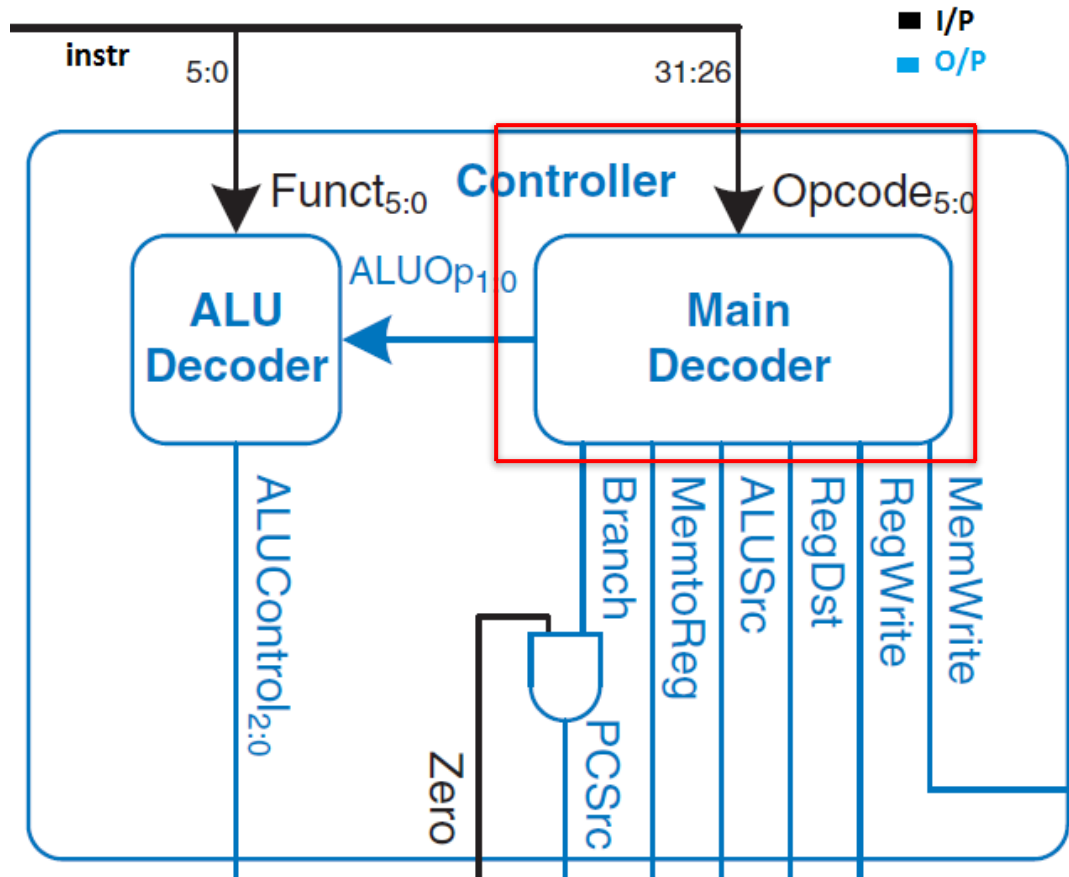 I/P
O/P
instr
5:0
31:26
Controller
Funct5:0
Opcode5:0
ALUOp1:0
ALU
Decoder
Main
Decoder
ALUControl2:0
Branch
MemtoReg
ALUSrc
RegDst
RegWrite
MemWrite
Zero
PCSrc